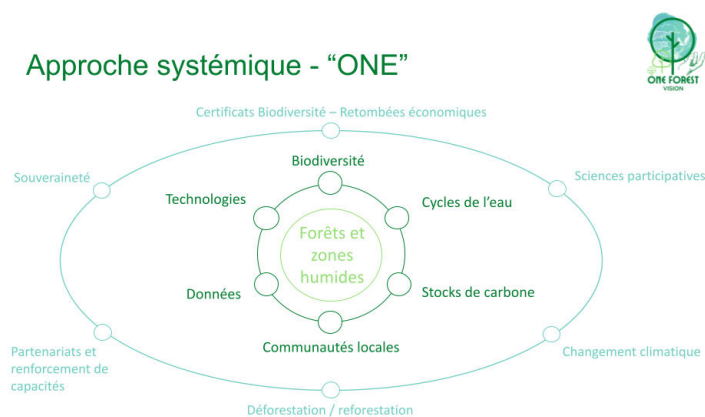 Approche systémique - “ONE”
ONE FOREST
VISION
Certificats Biodiversité – Retombées économiques
Biodiversité
Souveraineté
Sciences participatives
Technologies
Cycles de l’eau
Forêts et
zones
humides
Données
Stocks de carbone
Communautés locales
Partenariats et
renforcement de
capacités
Changement climatique
Déforestation / reforestation